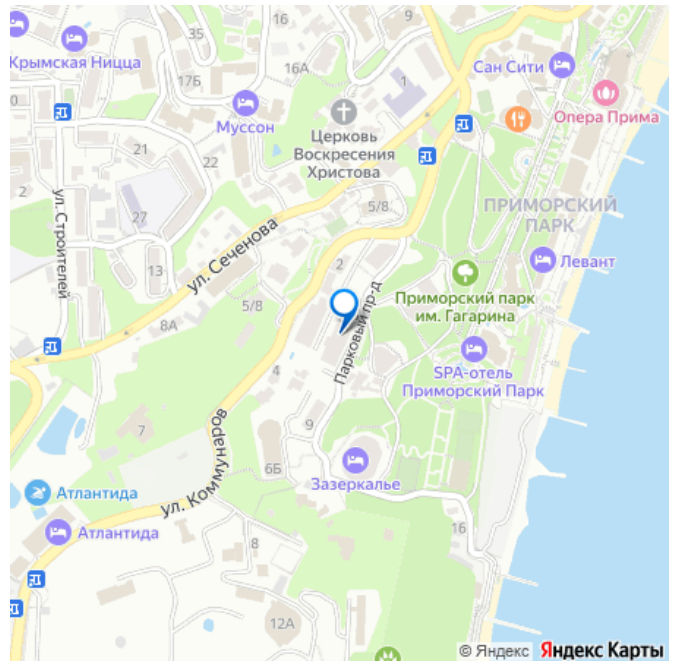 35
16
9
Крымская Ницца
17Б
16А
1
Сан Сити
Опера Прима
0
Муссон
Церковь
Воскресения
Христова
21
22
2
ул. Строителей
27
5/8
ПРИМОРСКИЙ
ПАРК
13
ул. Сеченова
2
Левант
Приморский парк
им. Гагарина
5/8
8А
Парковый пр-д
SPA-отель
Приморский Парк
4
7
9
ул. Коммунаров
6Б
Зазеркалье
Атлантида
Атлантида
16
8
12А
© Яндекс Яндекс Карты